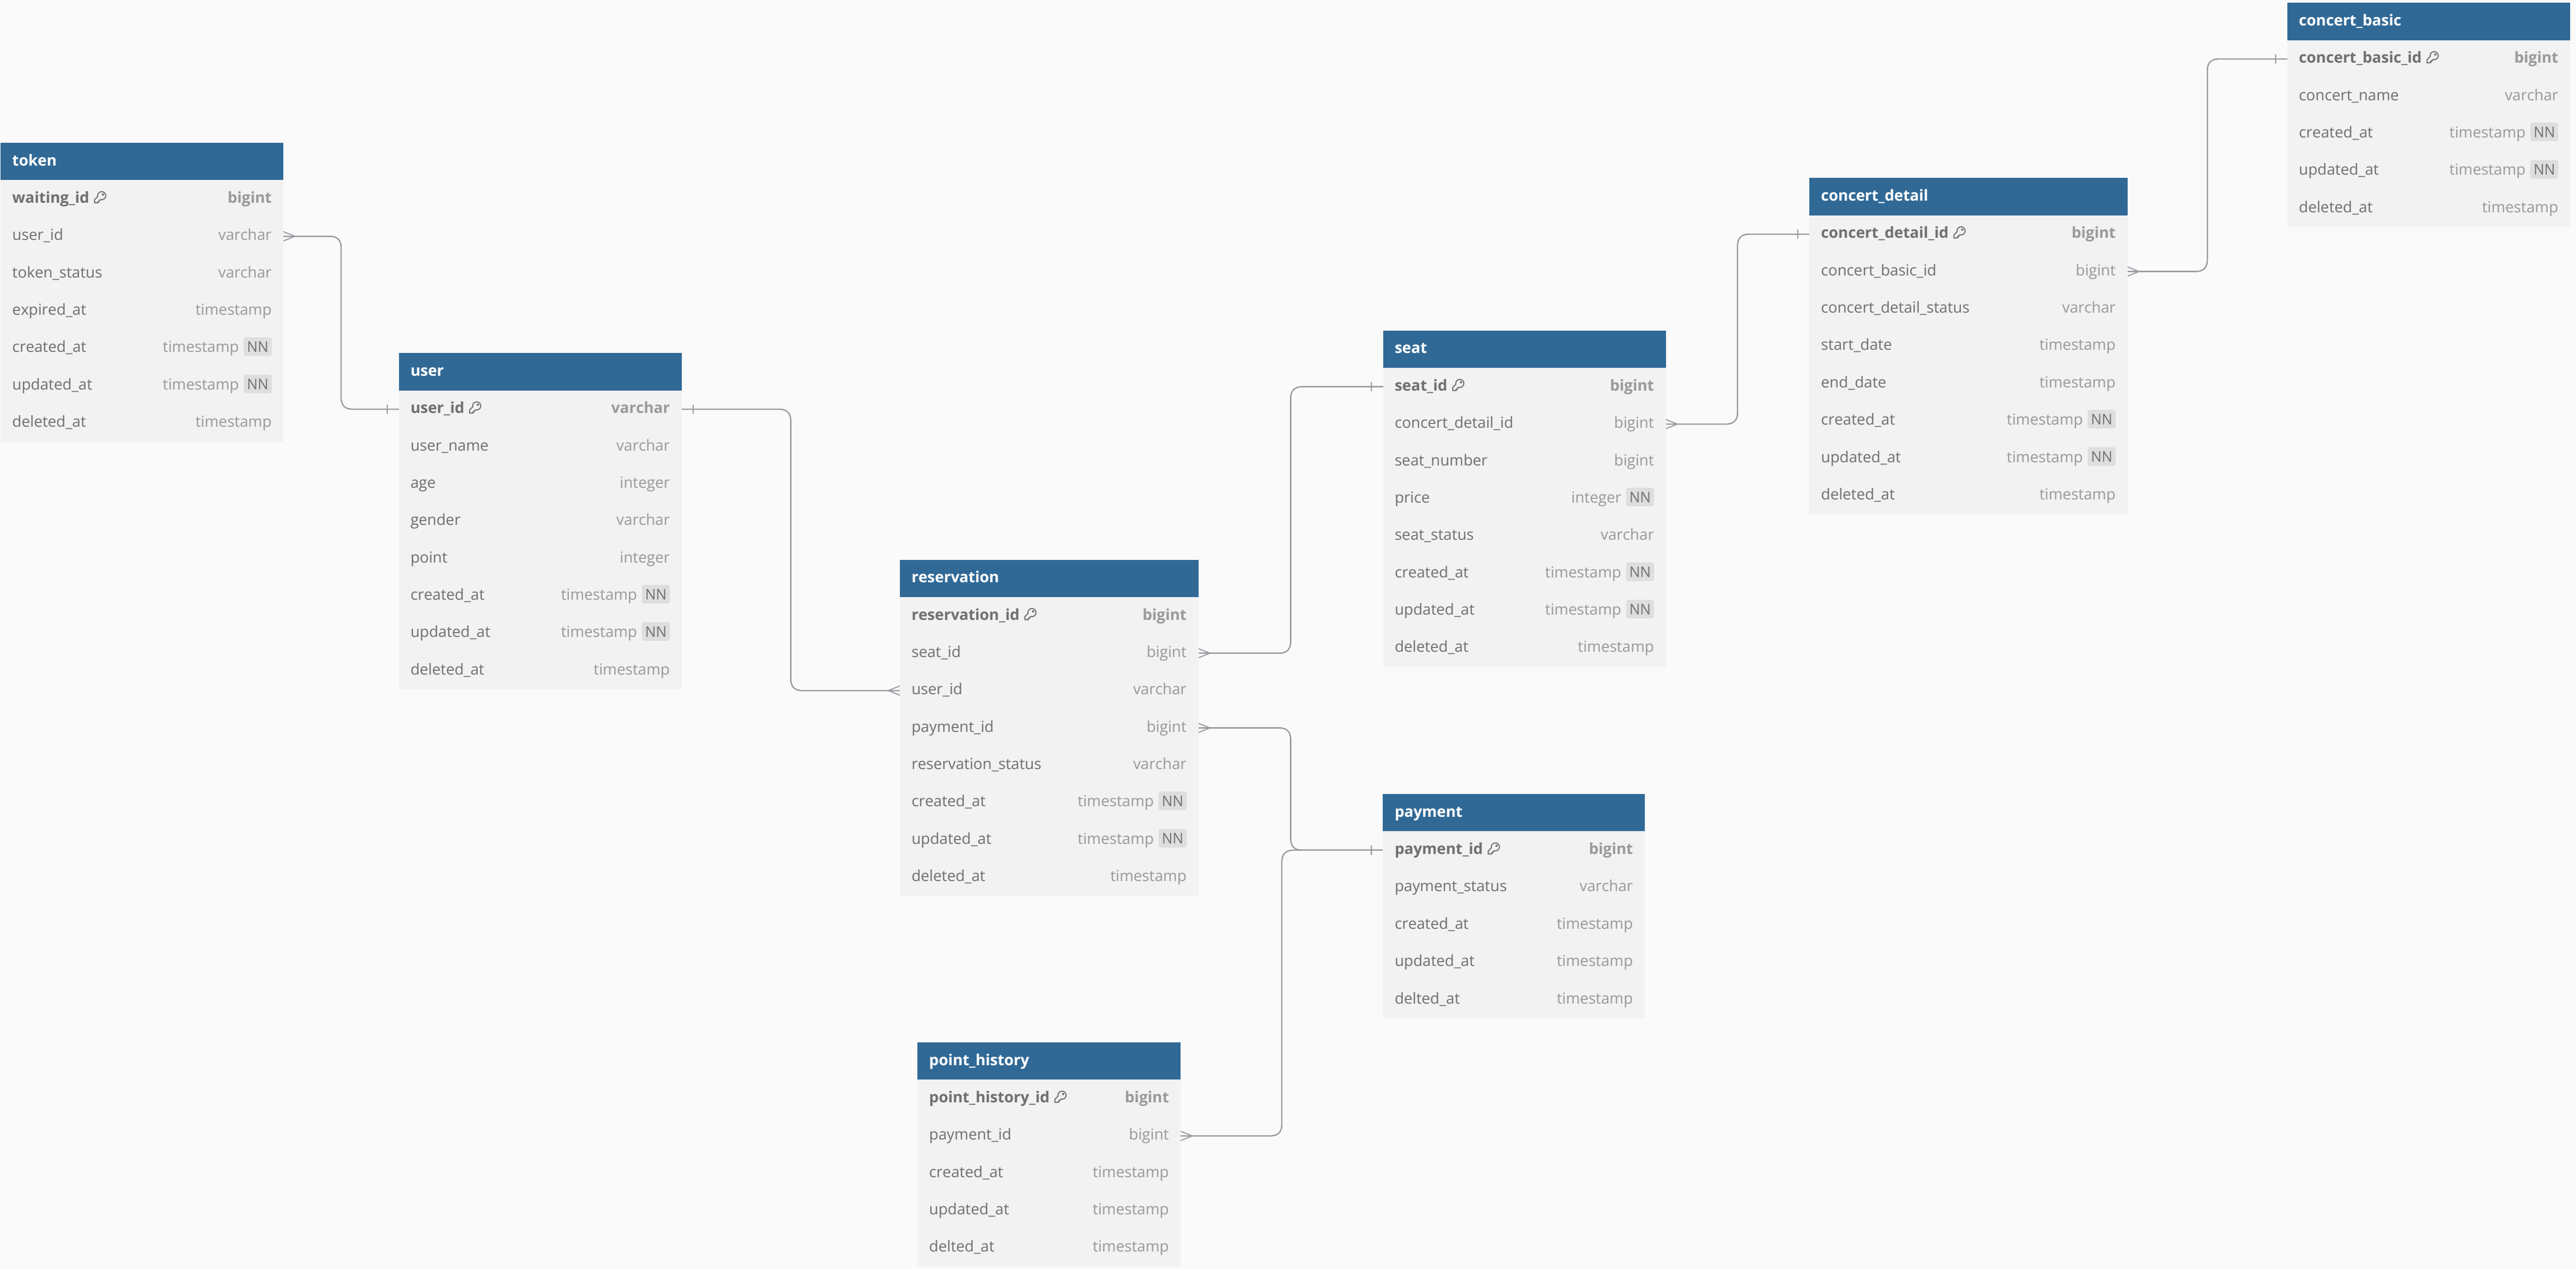 concert_basic
concert_basic_id bigint
concert_name varchar
created_at timestamp NN
updated_at timestamp NN
deleted_at timestamp
token
waiting_id bigint
user_id varchar
token_status varchar
expired_at timestamp
created_at timestamp NN
updated_at timestamp NN
deleted_at timestamp
concert_detail
concert_detail_id bigint
concert_basic_id bigint
concert_detail_status varchar
start_date timestamp
end_date timestamp
created_at timestamp NN
updated_at timestamp NN
deleted_at timestamp
user
user_id varchar
user_name varchar
age integer
gender varchar
point integer
created_at timestamp NN
updated_at timestamp NN
deleted_at timestamp
seat
seat_id bigint
concert_detail_id bigint
seat_number bigint
price integer NN
seat_status varchar
created_at timestamp NN
updated_at timestamp NN
deleted_at timestamp
reservation
reservation_id bigint
seat_id bigint
user_id varchar
payment_id bigint
reservation_status varchar
created_at timestamp NN
updated_at timestamp NN
deleted_at timestamp
payment
payment_id bigint
payment_status varchar
created_at timestamp
updated_at timestamp
delted_at timestamp
point_history
point_history_id bigint
payment_id bigint
created_at timestamp
updated_at timestamp
delted_at timestamp